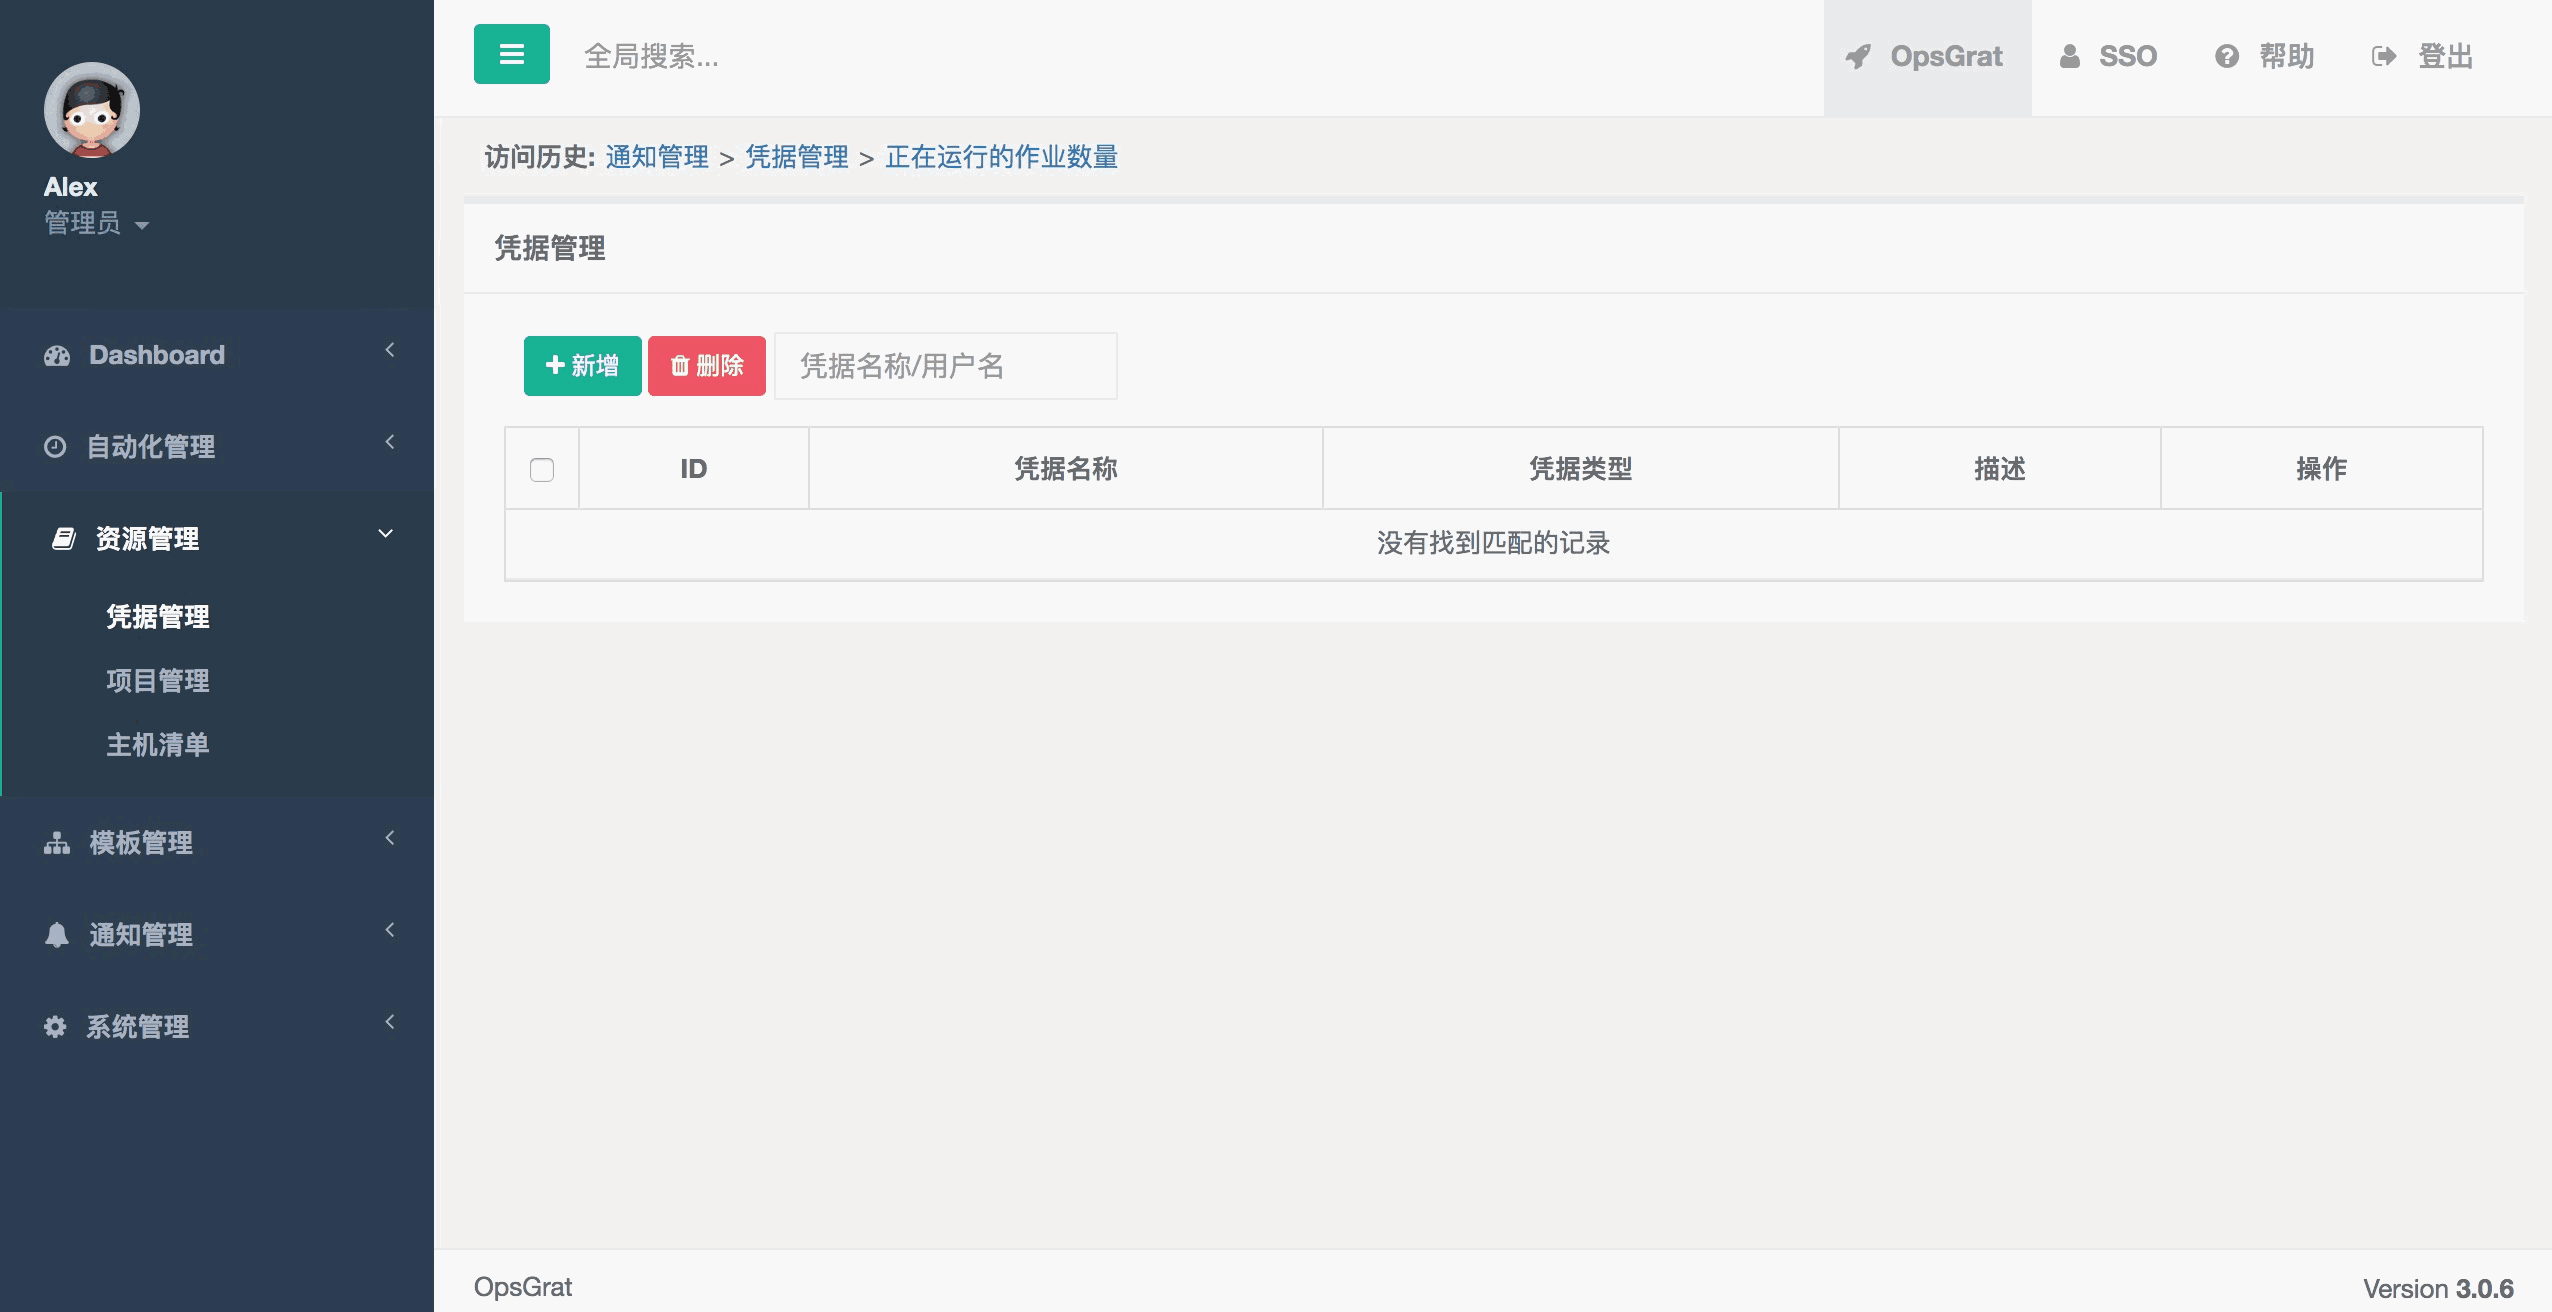 Alex
管理员
Dashboard
自动化管理
资源管理
凭据管理
项目管理
主机清单
模板管理
通知管理
系统管理
全局搜索...
OpsGrat SSO 帮助 登出
访问历史: 通知管理 > 凭据管理 > 正在运行的作业数量
凭据管理
新增 删除 凭据名称/用户名
ID 凭据名称 凭据类型 描述 操作
没有找到匹配的记录
OpsGrat Version 3.0.6